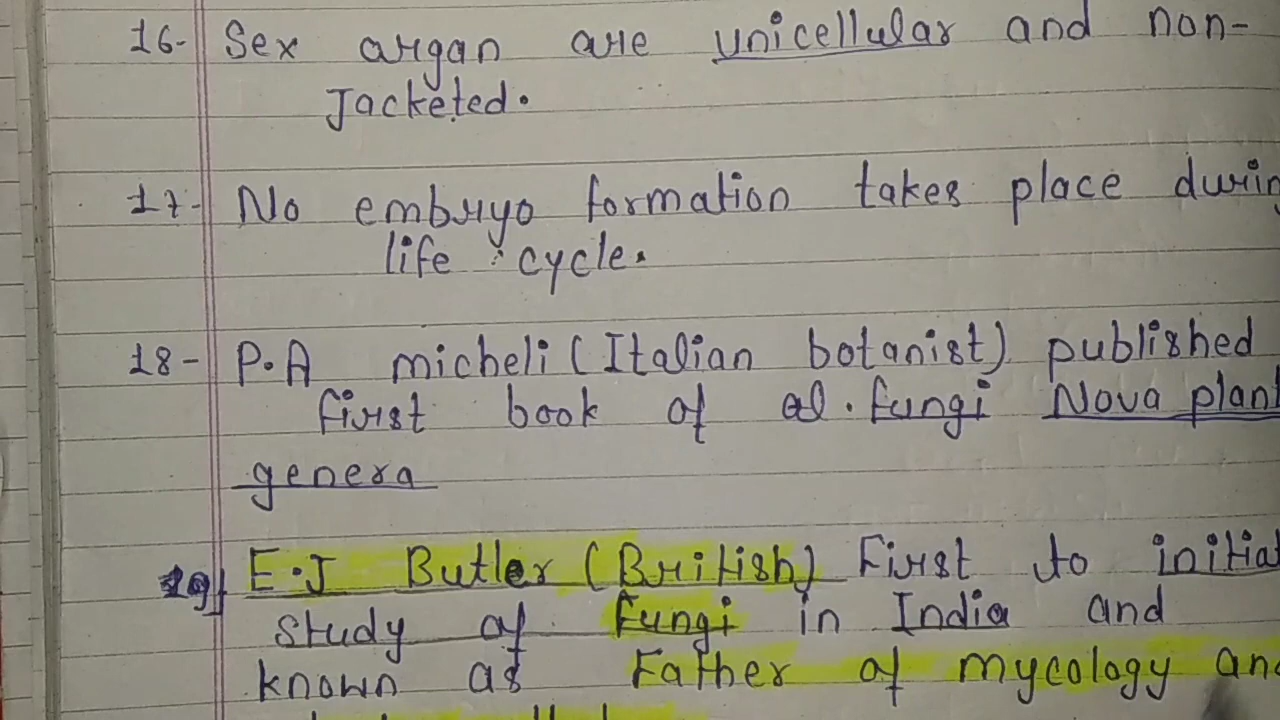 16- Sex organ are unicellular and non-
Jacketed.
17- No embryo formation takes place durin
life cycle.
18- P.A micheli (Italian botanist) published
first book of fungi Nova plant
genera
19 E.J Butler (British) First to initia
study of Fungi in India and
known as Father of mycology an